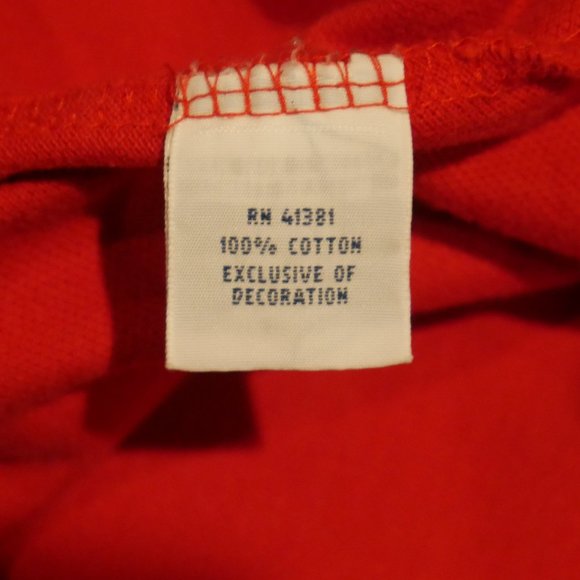 RN 41381
100% COTTON
EXCLUSIVE OF
DECORATION